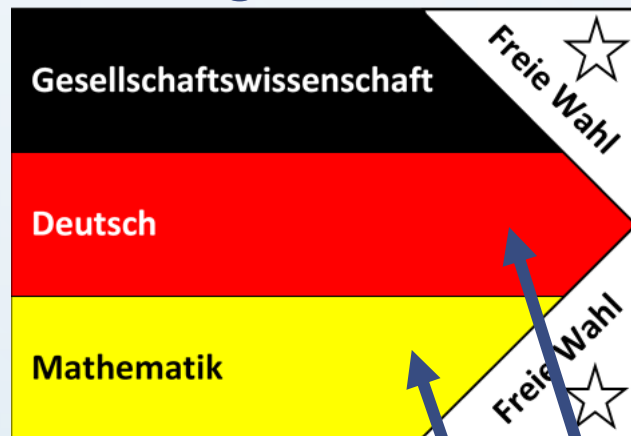 Gesellschaftswissenschaft
Freie Wahl
Deutsch
Mathematik
Freie Wahl